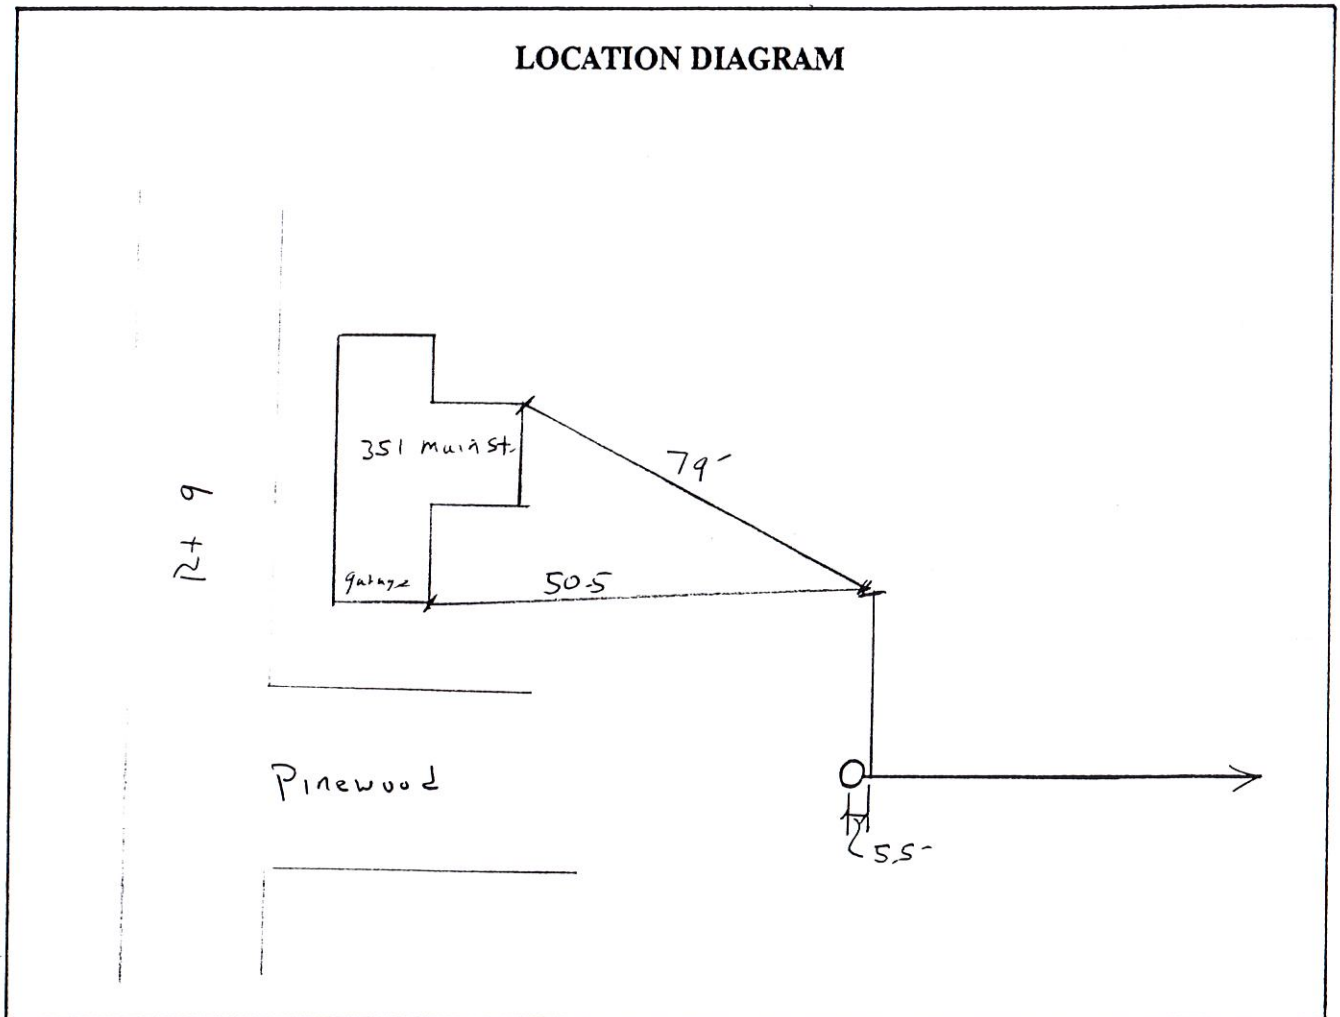 LOCATION DIAGRAM
351 Main St.
79'
Rt 9
garage
50.5
Pinewood
5.5'